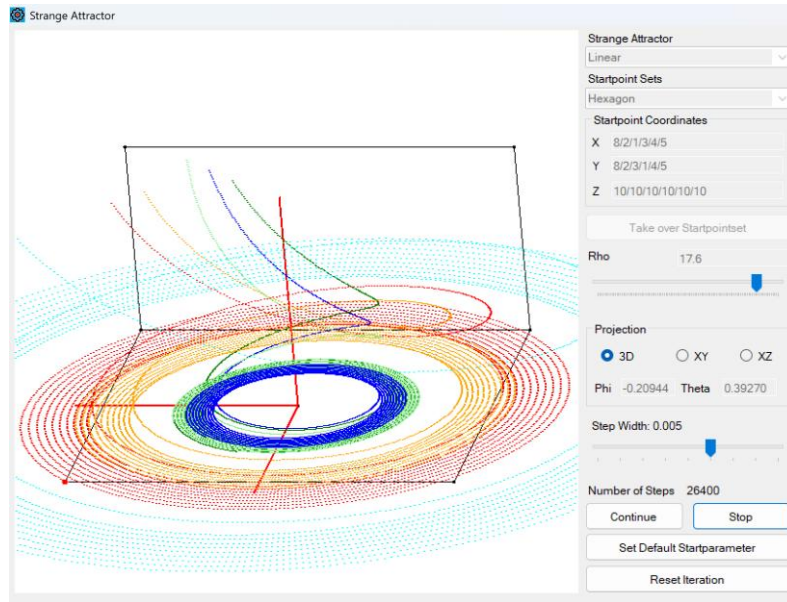 Strange Attractor
Strange Attractor
Linear
Startpoint Sets
Hexagon
Startpoint Coordinates
X 8/2/1/3/4/5
Y 8/2/3/1/4/5
Z 10/10/10/10/10/10
Take over Startpointset
Rho 17.6
Projection
3D XY XZ
Phi -0.20944 Theta 0.39270
Step Width: 0.005
Number of Steps 26400
Continue Stop
Set Default Startparameter
Reset Iteration